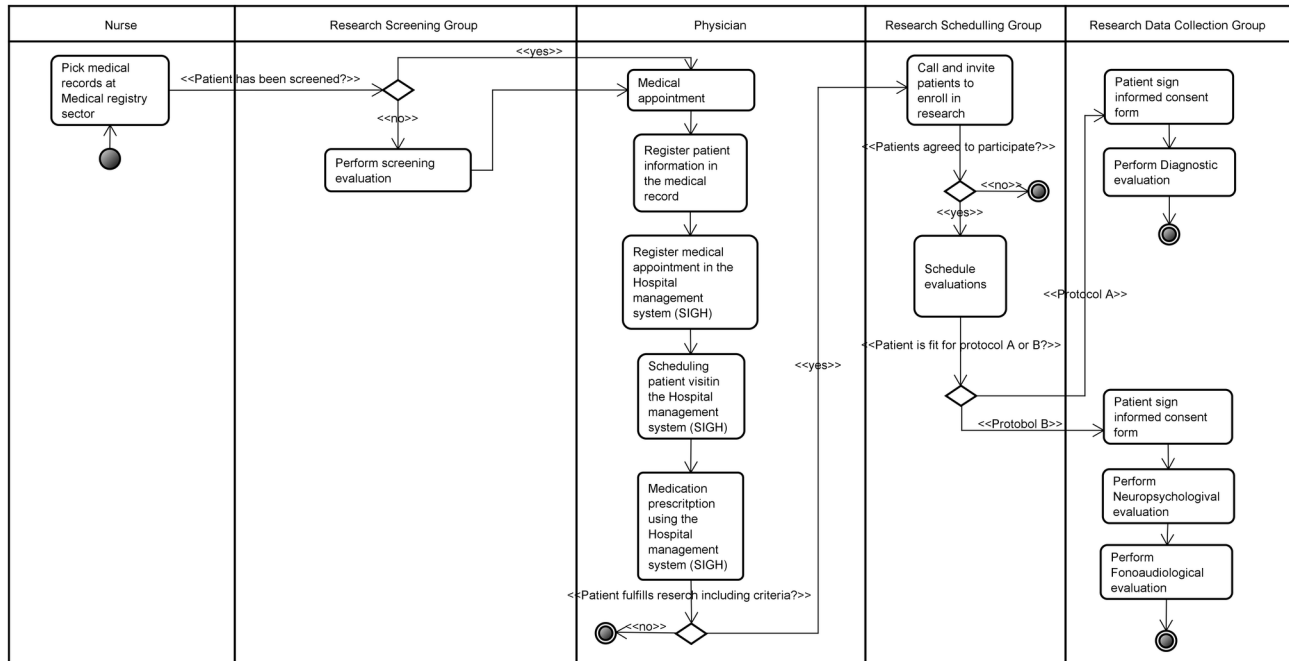 Nurse
Research Screening Group
Physician
Research Schedulling Group
Research Data Collection Group
Pick medical
records at
Medical registry
sector
<<Patient has been screened?>>
<<yes>>
<<no>>
Perform screening
evaluation
Medical
appointment
Register patient
information in
the medical
record
Register medical
appointment in the
Hospital
management
system (SIGH)
Scheduling
patient visitin
the Hospital
management
system (SIGH)
Medication
prescritption
using the
Hospital
management
system (SIGH)
<<Patient fulfills reserch including criteria?>>
<<no>>
<<yes>>
Call and invite
patients to
enroll in
research
<<Patients agreed to participate?>>
<<no>>
<<yes>>
Schedule
evaluations
<<Patient is fit for protocol A or B?>>
<<Protocol A>>
<<Protobol B>>
Patient sign
informed consent
form
Perform Diagnostic
evaluation
Patient sign
informed consent
form
Perform
Neuropsychologival
evaluation
Perform
Fonoaudiological
evaluation